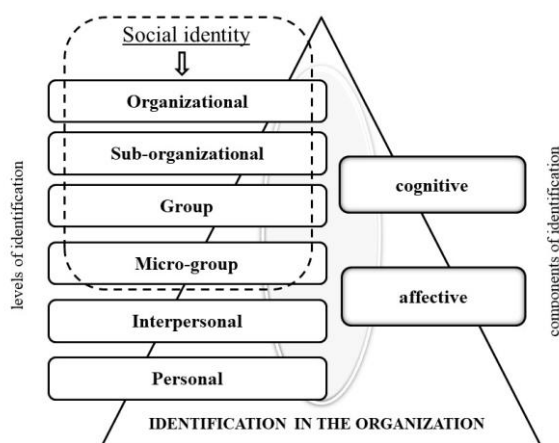 Social identity
Organizational
Sub-organizational
Group
Micro-group
Interpersonal
Personal
levels of identification
cognitive
affective
components of identification
IDENTIFICATION IN THE ORGANIZATION